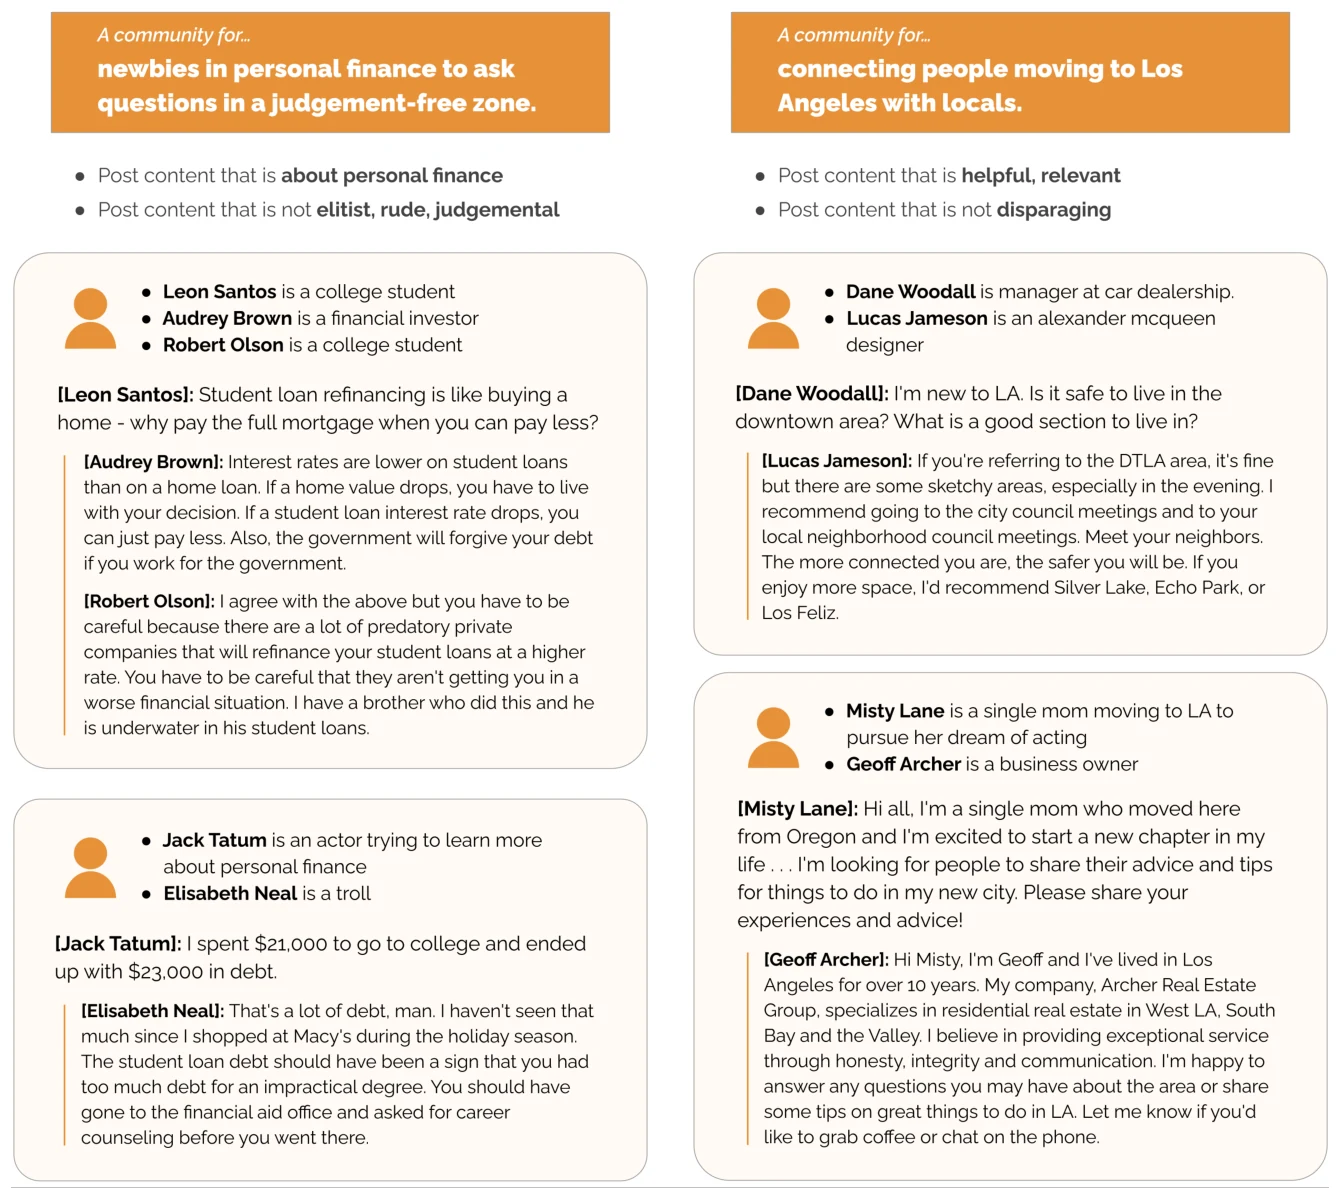 A community for...
newbies in personal finance to ask
questions in a judgement-free zone.
● Post content that is about personal finance
● Post content that is not elitist, rude, judgemental
● Leon Santos is a college student
● Audrey Brown is a financial investor
● Robert Olson is a college student
[Leon Santos]: Student loan refinancing is like buying a
home - why pay the full mortgage when you can pay less?
[Audrey Brown]: Interest rates are lower on student loans
than on a home loan. If a home value drops, you have to live
with your decision. If a student loan interest rate drops, you
can just pay less. Also, the government will forgive your debt
if you work for the government.
[Robert Olson]: I agree with the above but you have to be
careful because there are a lot of predatory private
companies that will refinance your student loans at a higher
rate. You have to be careful that they aren't getting you in a
worse financial situation. I have a brother who did this and he
is underwater in his student loans.
● Jack Tatum is an actor trying to learn more
about personal finance
● Elisabeth Neal is a troll
[Jack Tatum]: I spent $21,000 to go to college and ended
up with $23,000 in debt.
[Elisabeth Neal]: That's a lot of debt, man. I haven't seen that
much since I shopped at Macy's during the holiday season.
The student loan debt should have been a sign that you had
too much debt for an impractical degree. You should have
gone to the financial aid office and asked for career
counseling before you went there.
A community for...
connecting people moving to Los
Angeles with locals.
● Post content that is helpful, relevant
● Post content that is not disparaging
● Dane Woodall is manager at car dealership.
● Lucas Jameson is an alexander mcqueen
designer
[Dane Woodall]: I'm new to LA. Is it safe to live in the
downtown area? What is a good section to live in?
[Lucas Jameson]: If you're referring to the DTLA area, it's fine
but there are some sketchy areas, especially in the evening. I
recommend going to the city council meetings and to your
local neighborhood council meetings. Meet your neighbors.
The more connected you are, the safer you will be. If you
enjoy more space, I'd recommend Silver Lake, Echo Park, or
Los Feliz.
● Misty Lane is a single mom moving to LA to
pursue her dream of acting
● Geoff Archer is a business owner
[Misty Lane]: Hi all, I'm a single mom who moved here
from Oregon and I'm excited to start a new chapter in my
life . . . I'm looking for people to share their advice and tips
for things to do in my new city. Please share your
experiences and advice!
[Geoff Archer]: Hi Misty, I'm Geoff and I've lived in Los
Angeles for over 10 years. My company, Archer Real Estate
Group, specializes in residential real estate in West LA, South
Bay and the Valley. I believe in providing exceptional service
through honesty, integrity and communication. I'm happy to
answer any questions you may have about the area or share
some tips on great things to do in LA. Let me know if you'd
like to grab coffee or chat on the phone.